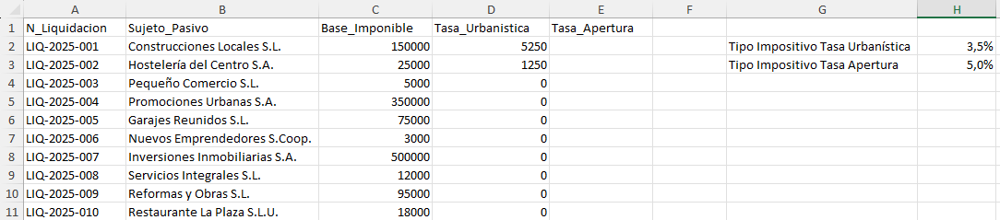 A B C D E F G H
1 N_Liquidacion Sujeto_Pasivo Base_Imponible Tasa_Urbanistica Tasa_Apertura
2 LIQ-2025-001 Construcciones Locales S.L. 150000 5250 Tipo Impositivo Tasa Urbanística 3,5%
3 LIQ-2025-002 Hostelería del Centro S.A. 25000 1250 Tipo Impositivo Tasa Apertura 5,0%
4 LIQ-2025-003 Pequeño Comercio S.L. 5000 0
5 LIQ-2025-004 Promociones Urbanas S.A. 350000 0
6 LIQ-2025-005 Garajes Reunidos S.L. 75000 0
7 LIQ-2025-006 Nuevos Emprendedores S.Coop. 3000 0
8 LIQ-2025-007 Inversiones Inmobiliarias S.A. 500000 0
9 LIQ-2025-008 Servicios Integrales S.L. 12000 0
10 LIQ-2025-009 Reformas y Obras S.L. 95000 0
11 LIQ-2025-010 Restaurante La Plaza S.L.U. 18000 0